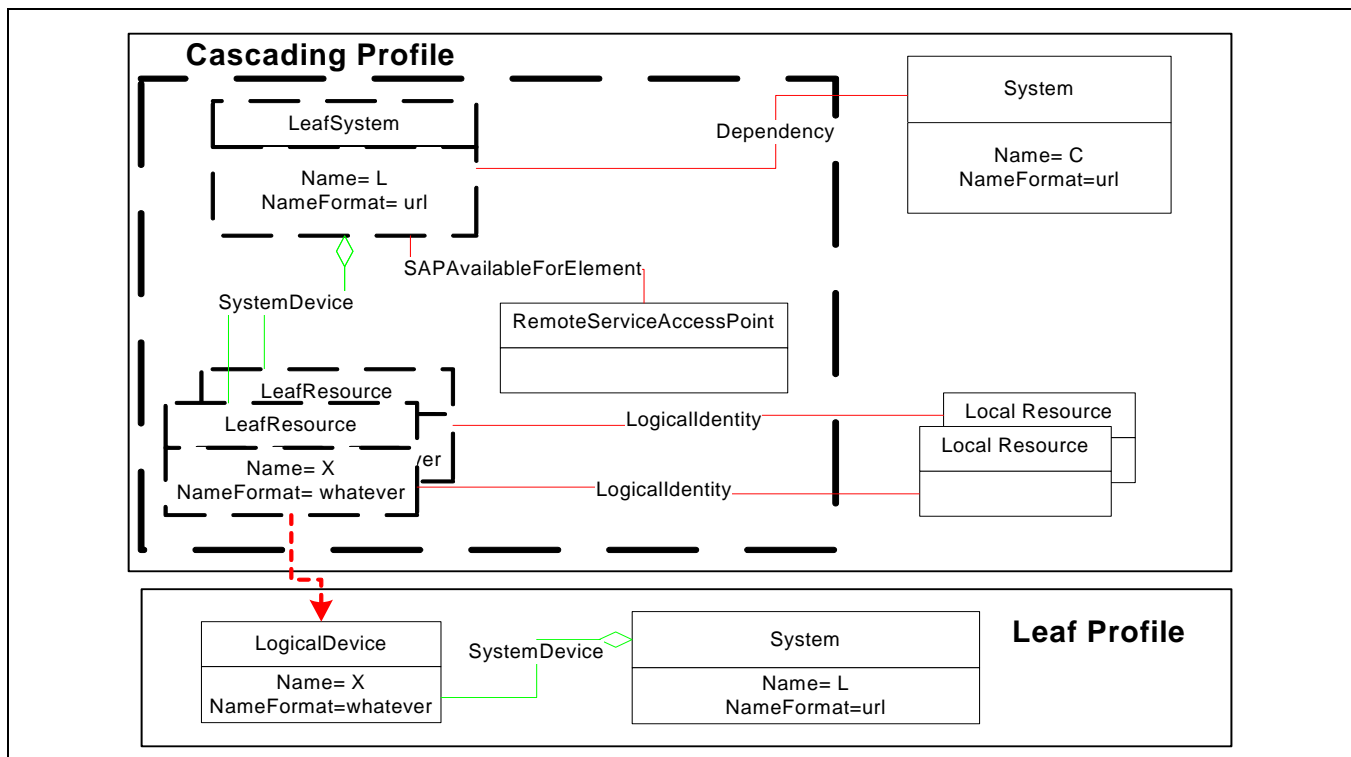 Cascading Profile
LeafSystem
Name= L
NameFormat= url
System
Name= C
NameFormat=url
Dependency
SAPAvailableForElement
SystemDevice
RemoteServiceAccessPoint
LeafResource
LeafResource
Name= X
NameFormat= whatever
LogicalIdentity
LogicalIdentity
Local Resource
Local Resource
Leaf Profile
LogicalDevice
Name= X
NameFormat=whatever
SystemDevice
System
Name= L
NameFormat=url